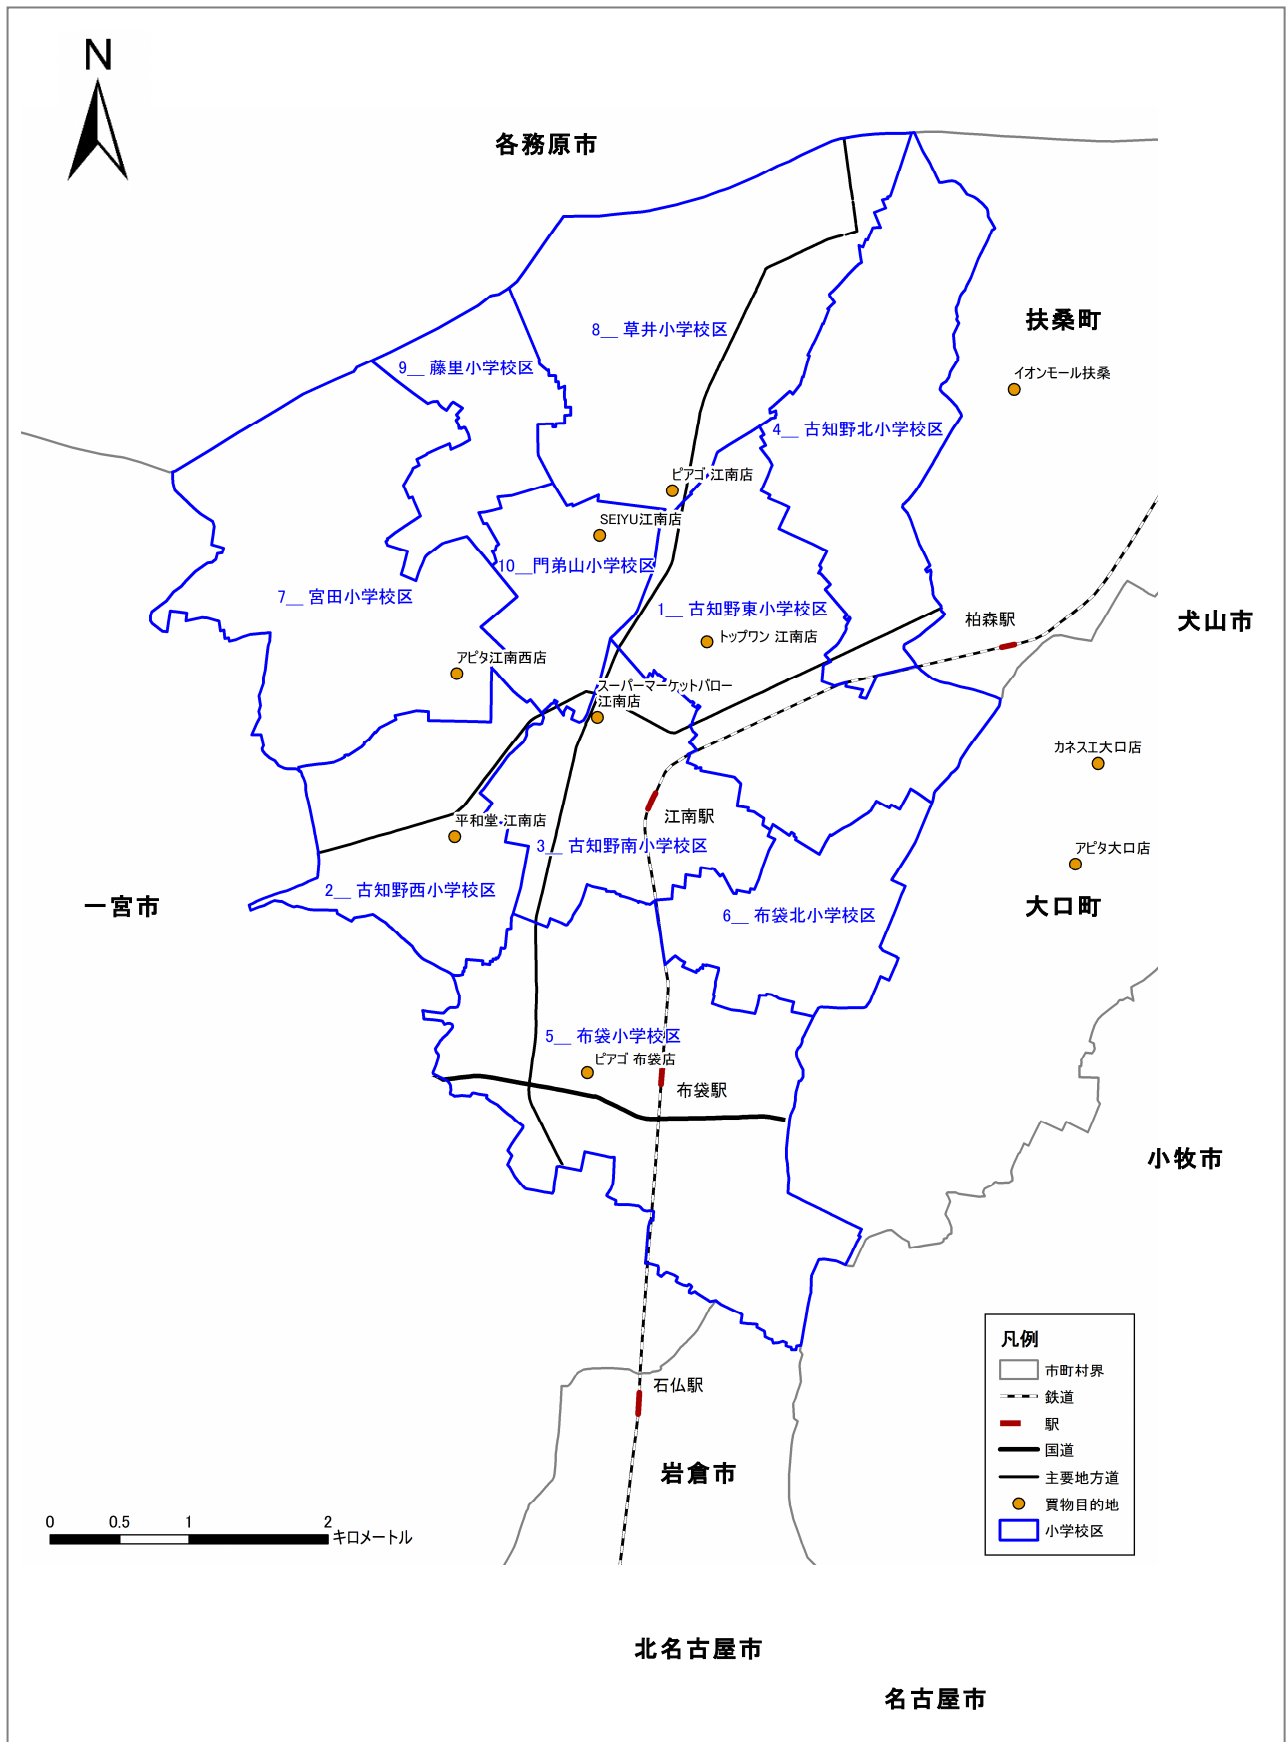 N
各務原市
扶桑町
8__ 草井小学校区
9__ 藤里小学校区
イオンモール扶桑
4__ 古知野北小学校区
ピアゴ 江南店
SEIYU江南店
10__門弟山小学校区
7__ 宮田小学校区
1__ 古知野東小学校区
柏森駅
犬山市
トップワン 江南店
アピタ江南西店
スーパーマーケットバロー
江南店
カネスエ大口店
江南駅
平和堂 江南店
3__ 古知野南小学校区
アピタ大口店
2__ 古知野西小学校区
一宮市
大口町
6__ 布袋北小学校区
5__ 布袋小学校区
ピアゴ 布袋店
布袋駅
小牧市
凡例
市町村界
鉄道
駅
国道
主要地方道
買物目的地
小学校区
石仏駅
岩倉市
0 0.5 1 2
キロメートル
北名古屋市
名古屋市